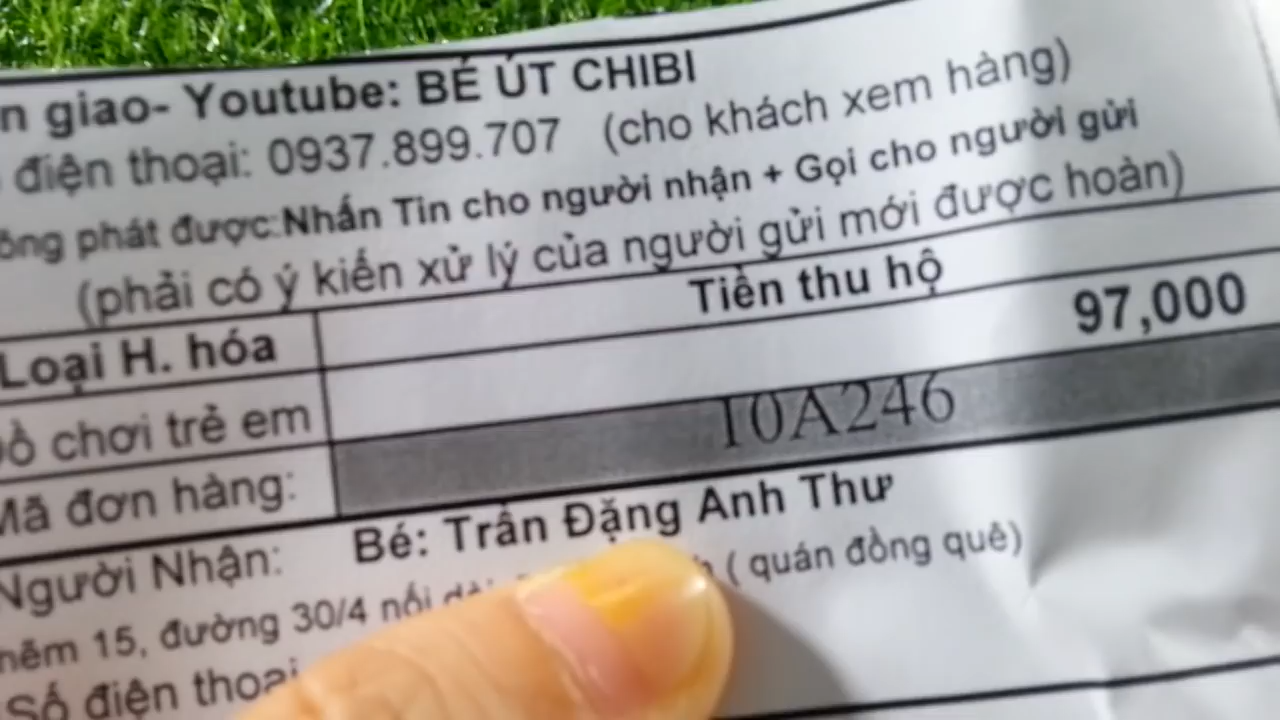 giao- Youtube: BÉ ÚT CHIBI
điện thoại: 0937.899.707 (cho khách xem hàng)
phát được:Nhắn Tin cho người nhận + Gọi cho người gửi
(phải có ý kiến xử lý của người gửi mới được hoàn)
Loại H. hóa Tiền thu hộ
chơi trẻ em 97,000
Mã đơn hàng: 10A246
Người Nhận: Bé: Trần Đặng Anh Thư
15, đường 30/4 nối ( quán đồng quê)
Số điện thoại